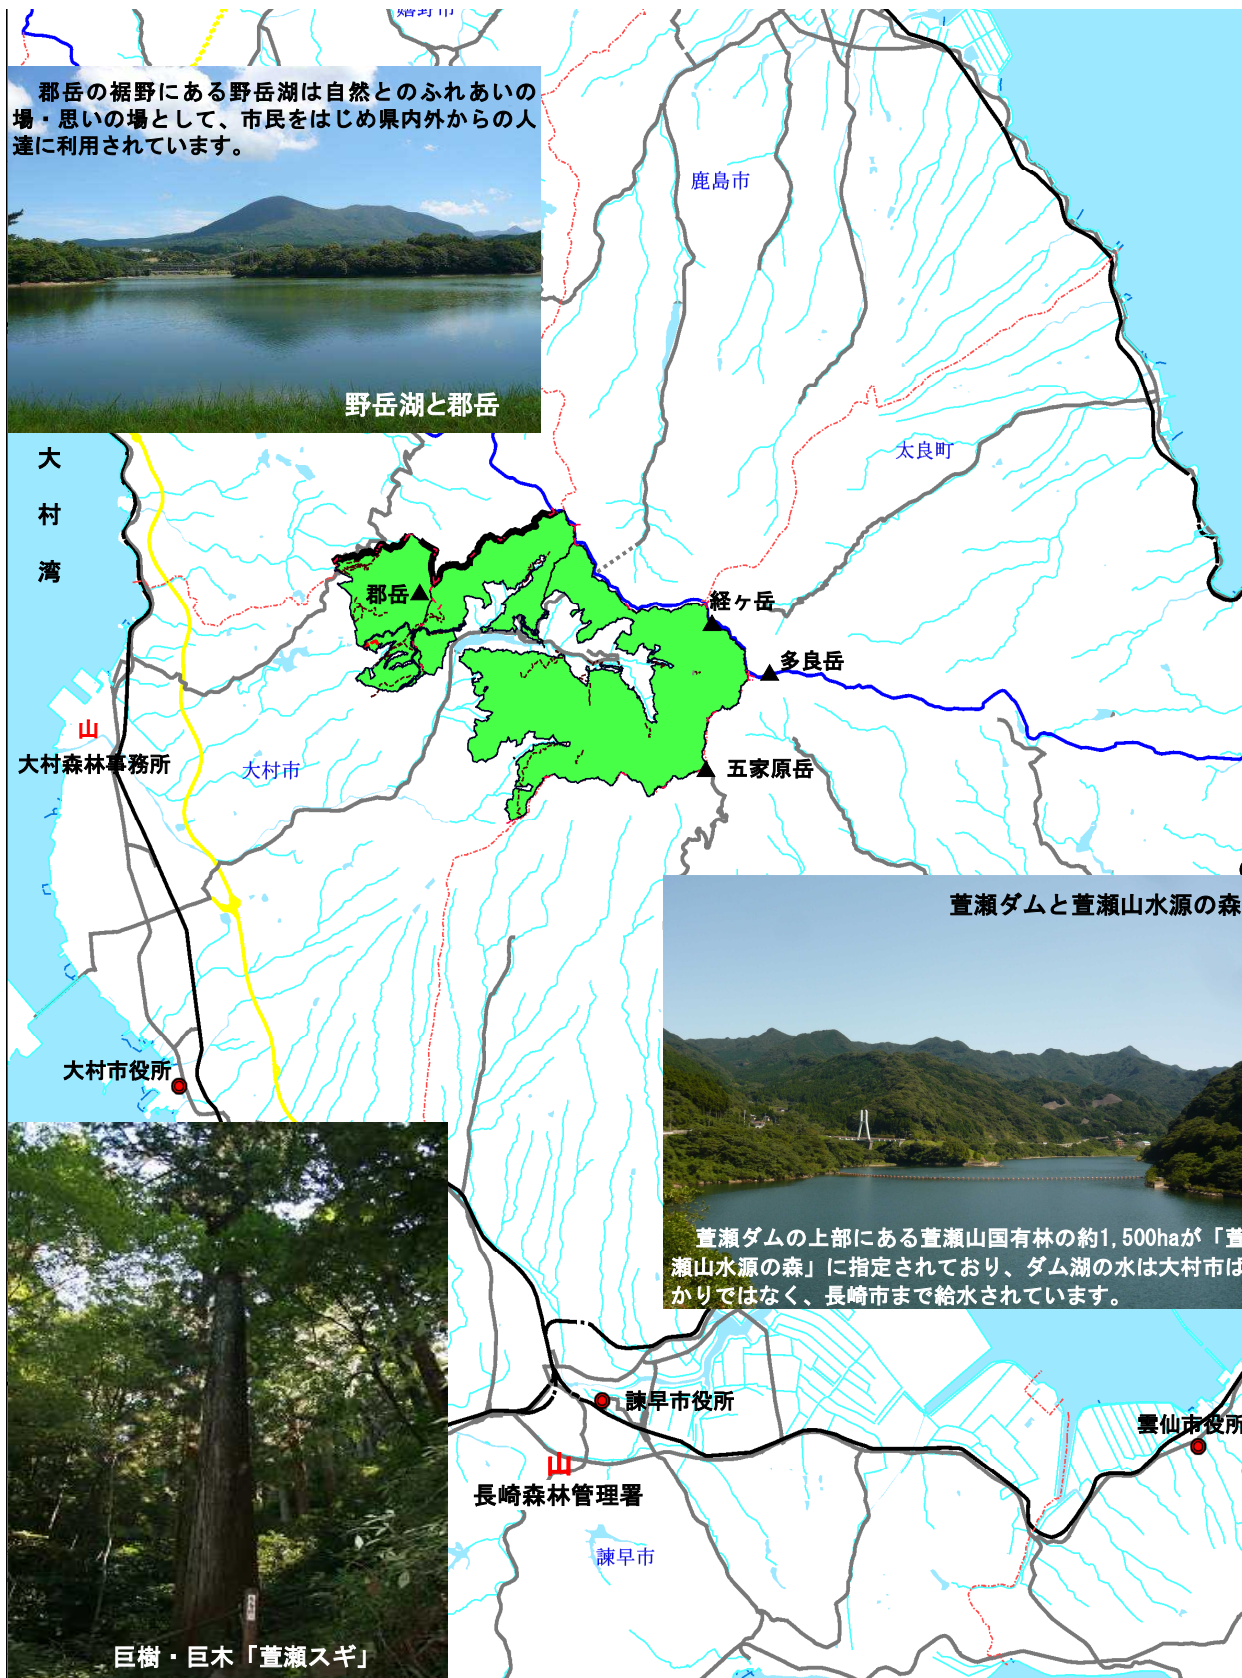 嬉野市
郡岳の裾野にある野岳湖は自然とのふれあいの
場・思いの場として、市民をはじめ県内外からの人
達に利用されています。
野岳湖と郡岳
鹿島市
太良町
大村湾
郡岳
経ヶ岳
多良岳
五家原岳
山
大村森林事務所
大村市
大村市役所
萱瀬ダムと萱瀬山水源の森
萱瀬ダムの上部にある萱瀬山国有林の約1,500haが「萱
瀬山水源の森」に指定されており、ダム湖の水は大村市ば
かりではなく、長崎市まで給水されています。
諫早市役所
雲仙市役所
山
長崎森林管理署
諫早市
巨樹・巨木「萱瀬スギ」